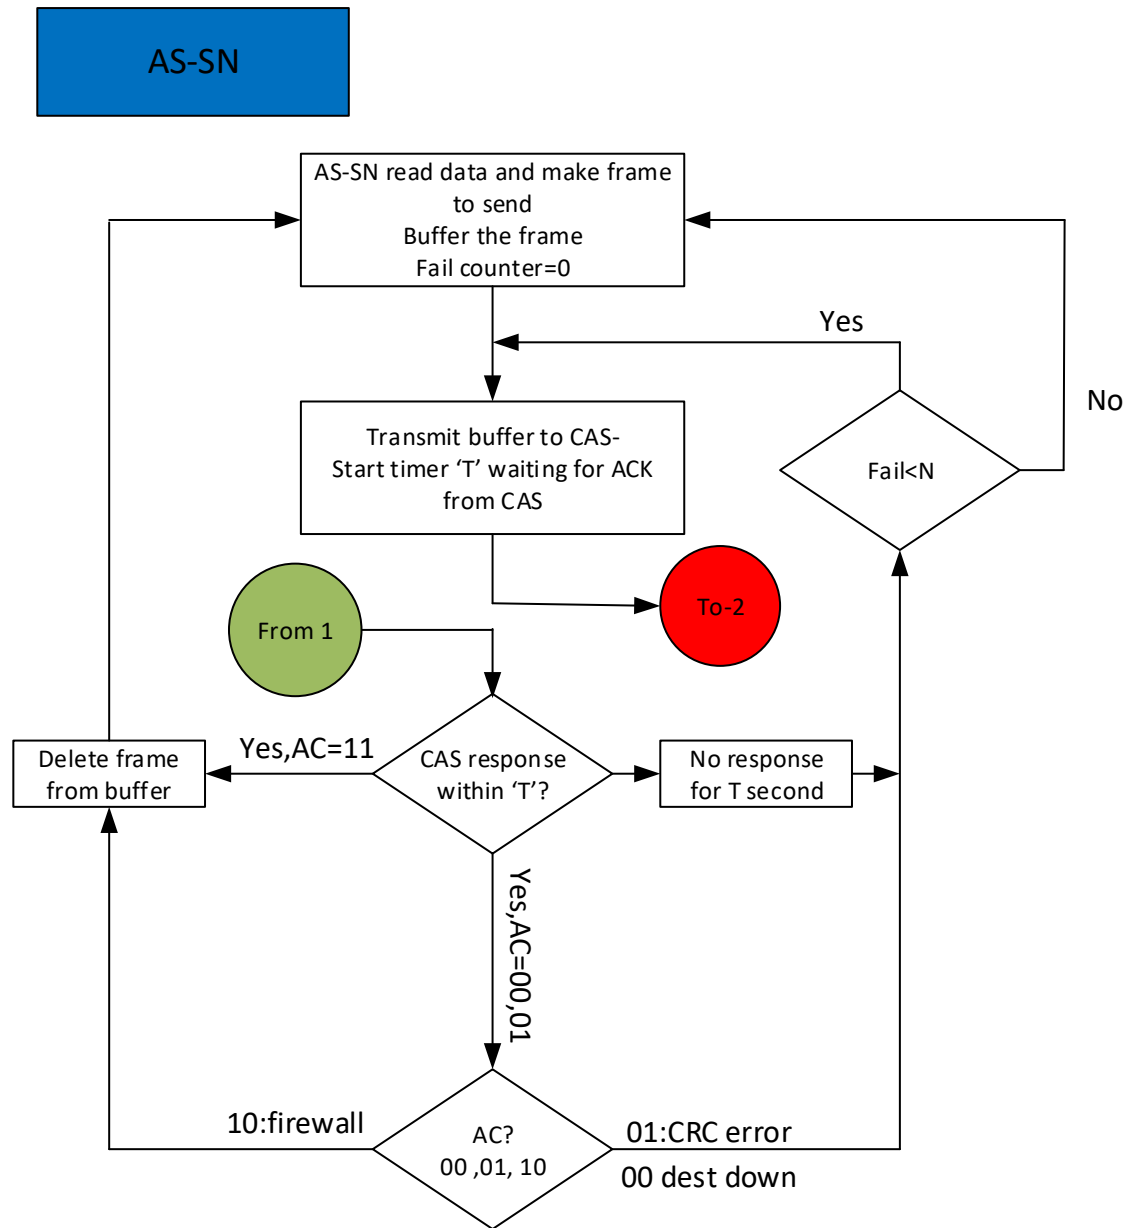 AS-SN
AS-SN read data and make frame
to send
Buffer the frame
Fail counter=0
Yes
No
Transmit buffer to CAS-
Start timer ‘T’ waiting for ACK
from CAS
Fail<N
From 1
To-2
Yes,AC=11
Delete frame
from buffer
CAS response
within ‘T’?
No response
for T second
Yes,AC=00,01
10:firewall
AC?
00 ,01, 10
01:CRC error
00 dest down